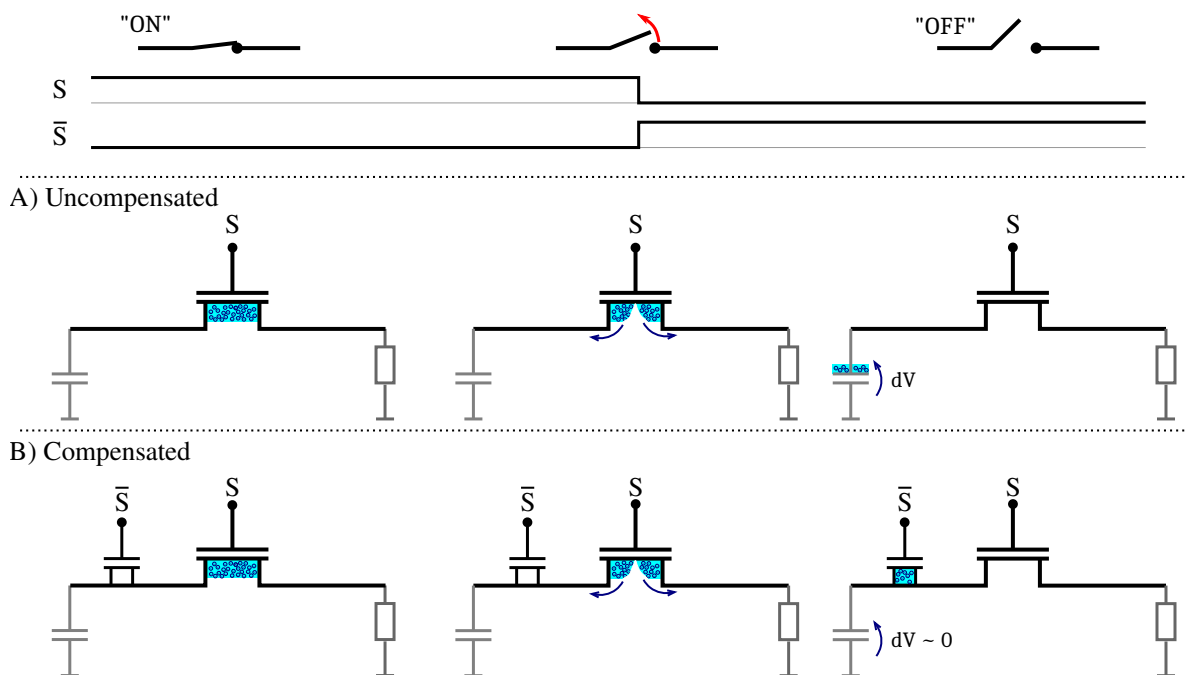 "ON" "OFF"
S
S̅
A) Uncompensated
S S S
dV
B) Compensated
S̅ S S̅ S S̅ S
dV ~ 0